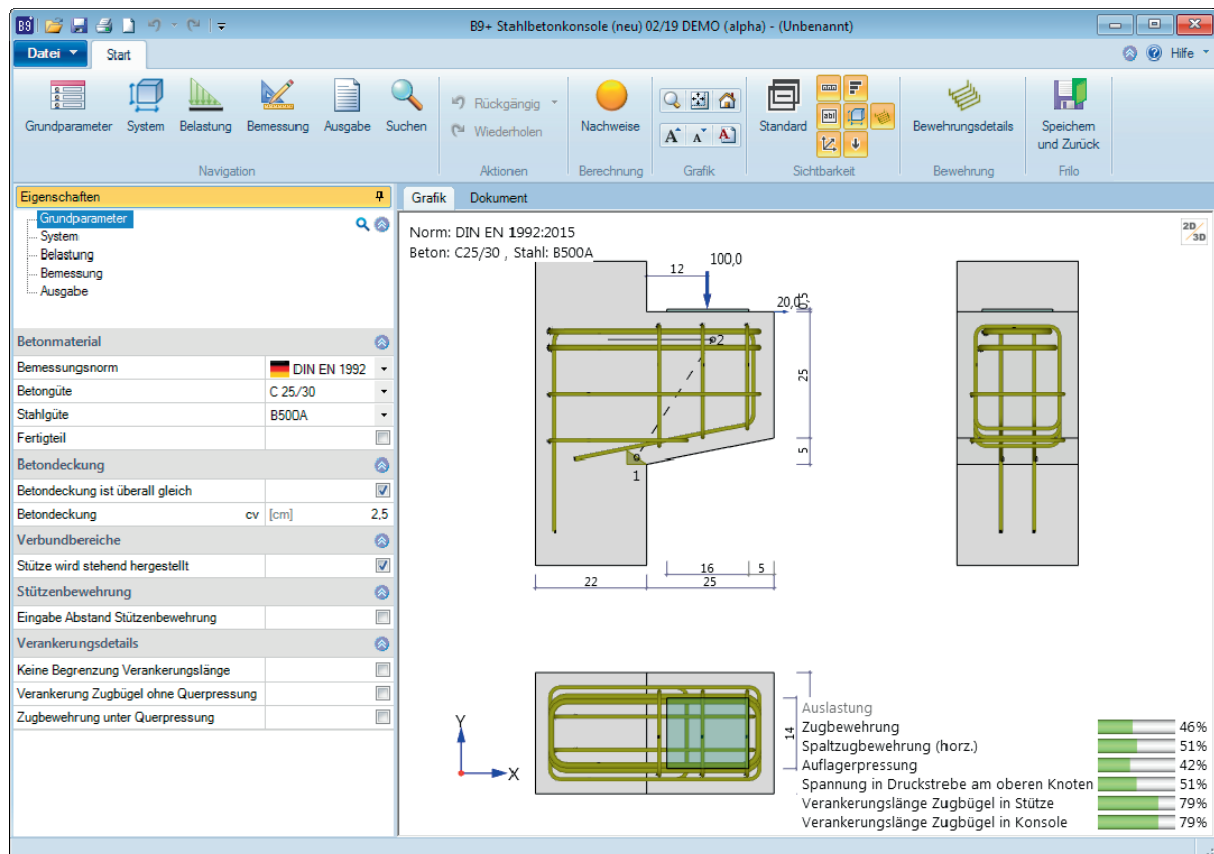 B9 B9+ Stahlbetonkonsole (neu) 02/19 DEMO (alpha) - (Unbenannt)
Datei Start Hilfe
Grundparameter System Belastung Bemessung Ausgabe Suchen
Navigation
Rückgängig
Wiederholen
Aktionen
Nachweise
Berechnung
A A A
Grafik
Standard
abl
Sichtbarkeit
Bewehrungsdetails
Bewehrung
Speichern
und Zurück
Frilo
Eigenschaften
Grundparameter
System
Belastung
Bemessung
Ausgabe
Betonmaterial
Bemessungsnorm DIN EN 1992
Betongüte C 25/30
Stahlgüte B500A
Fertigteil
Betondeckung
Betondeckung ist überall gleich
Betondeckung cv [cm] 2,5
Verbundbereiche
Stütze wird stehend hergestellt
Stützenbewehrung
Eingabe Abstand Stützenbewehrung
Verankerungsdetails
Keine Begrenzung Verankerungslänge
Verankerung Zugbügel ohne Querpressung
Zugbewehrung unter Querpressung
Grafik Dokument
2D/3D
Norm: DIN EN 1992:2015
Beton: C25/30 , Stahl: B500A
12
100,0
20,0
0,5
2
25
5
1
16 5
22 25
14
Y
X
Auslastung
Zugbewehrung 46%
Spaltzugbewehrung (horz.) 51%
Auflagerpressung 42%
Spannung in Druckstrebe am oberen Knoten 51%
Verankerungslänge Zugbügel in Stütze 79%
Verankerungslänge Zugbügel in Konsole 79%